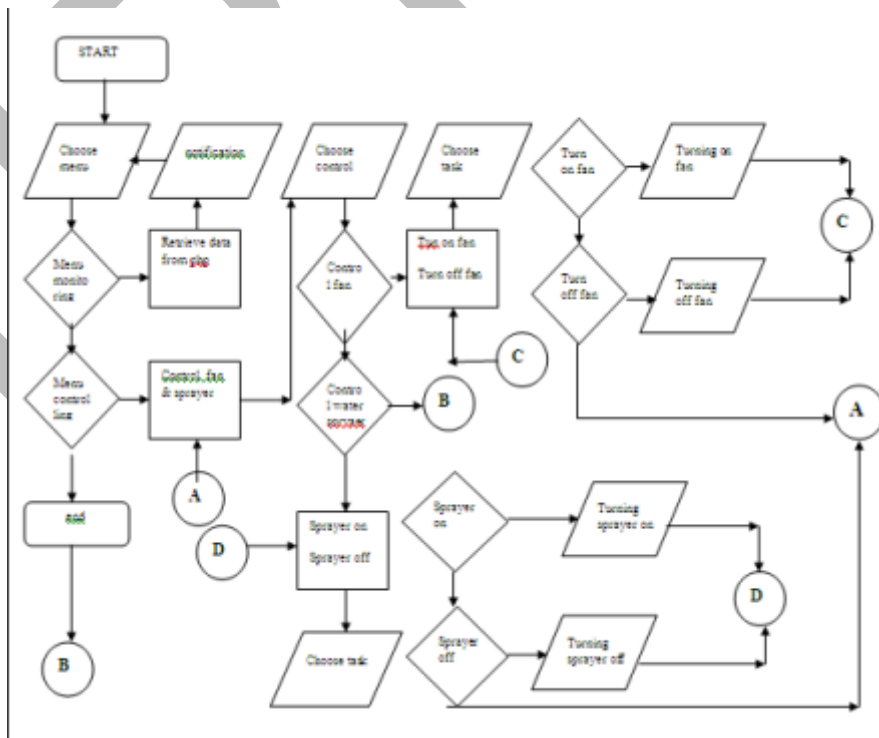 START
Choose
menu
notification
Choose
control
Choose
task
Turn
on fan
Turning on
fan
C
Menu
monito
ring
Retrieve data
from php
Contro
l fan
Tun on fan
Turn off fan
Turn
off fan
Turning
off fan
C
Menu
control
ling
Control fan
& sprayer
Contro
l water
B
A
A
end
D
Sprayer on
Sprayer off
Sprayer
on
Turning
sprayer on
D
B
Choose task
Sprayer
off
Turning
sprayer off